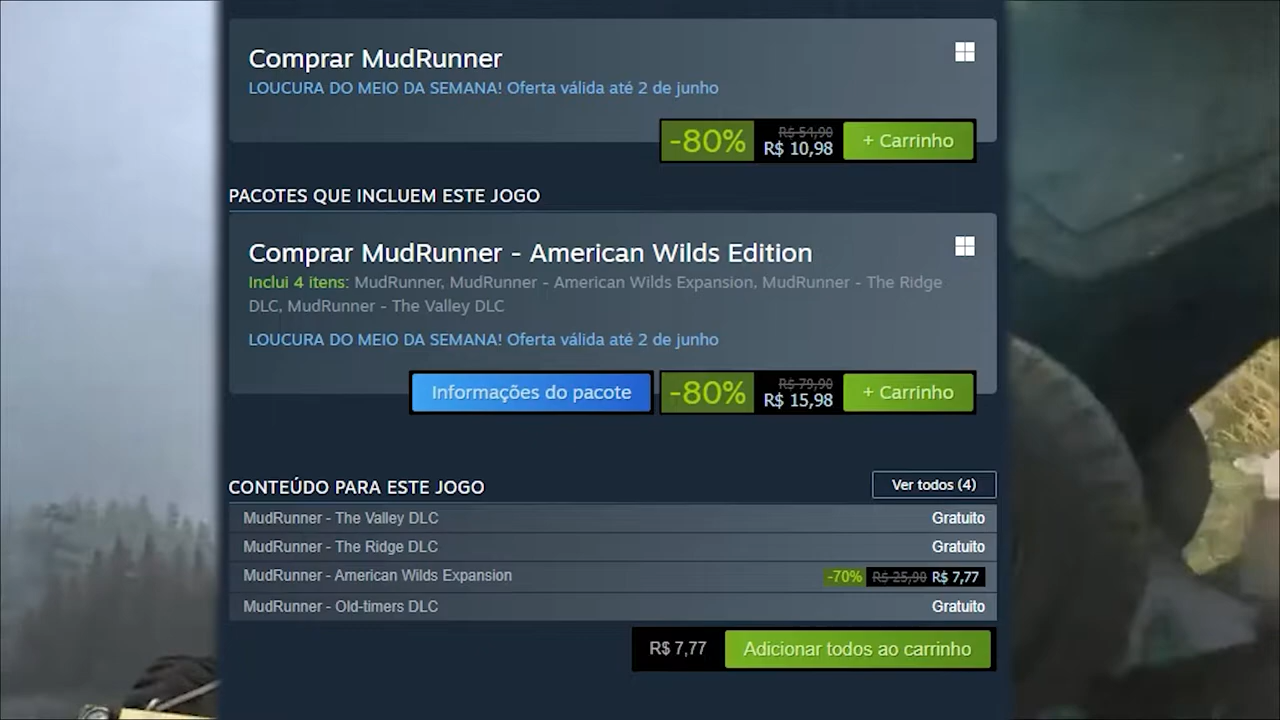 Comprar MudRunner
LOUCURA DO MEIO DA SEMANA! Oferta válida até 2 de junho
-80%
R$ 54,90
R$ 10,98
+ Carrinho
PACOTES QUE INCLUEM ESTE JOGO
Comprar MudRunner - American Wilds Edition
Inclui 4 itens: MudRunner, MudRunner - American Wilds Expansion, MudRunner - The Ridge
DLC, MudRunner - The Valley DLC
LOUCURA DO MEIO DA SEMANA! Oferta válida até 2 de junho
Informações do pacote
-80%
R$ 79,90
R$ 15,98
+ Carrinho
CONTEÚDO PARA ESTE JOGO
Ver todos (4)
MudRunner - The Valley DLC Gratuito
MudRunner - The Ridge DLC Gratuito
MudRunner - American Wilds Expansion -70% R$ 25,90 R$ 7,77
MudRunner - Old-timers DLC Gratuito
R$ 7,77 Adicionar todos ao carrinho